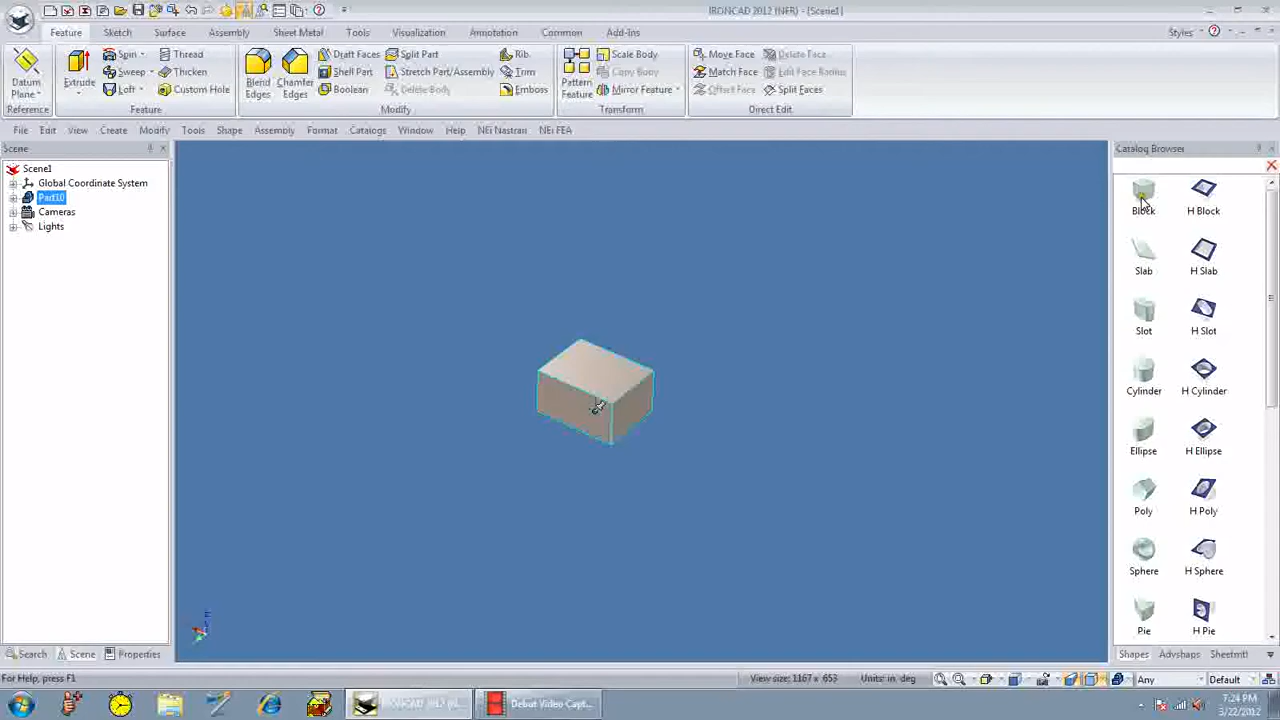 IRONCAD 2012 (NFR) - [Scene1]
Feature Sketch Surface Assembly Sheet Metal Tools Visualization Annotation Common Add-Ins Styles
Datum Plane
Reference
Extrude Spin Sweep Loft Thread Thicken Custom Hole
Feature
Blend Edges Chamfer Edges Draft Faces Shell Part Boolean Split Part Stretch Part/Assembly Delete Body Rib Trim Emboss
Modify
Pattern Feature Scale Body Copy Body Mirror Feature
Transform
Move Face Match Face Offset Face Delete Face Edit Face Radius Split Faces
Direct Edit
File Edit View Create Modify Tools Shape Assembly Format Catalogs Window Help NEi Nastran NEi FEA
Scene
Scene1
Global Coordinate System
Part10
Cameras
Lights
Catalog Browser
Block H Block
Slab H Slab
Slot H Slot
Cylinder H Cylinder
Ellipse H Ellipse
Poly H Poly
Sphere H Sphere
Pie H Pie
Search Scene Properties
Shapes Advshaps Sheetmtl
For Help, press F1
View size: 1167 x 653 Units: in, deg
Any Default
IRONCAD 2012 (N...
Debut Video Capt...
7:24 PM
3/22/2012